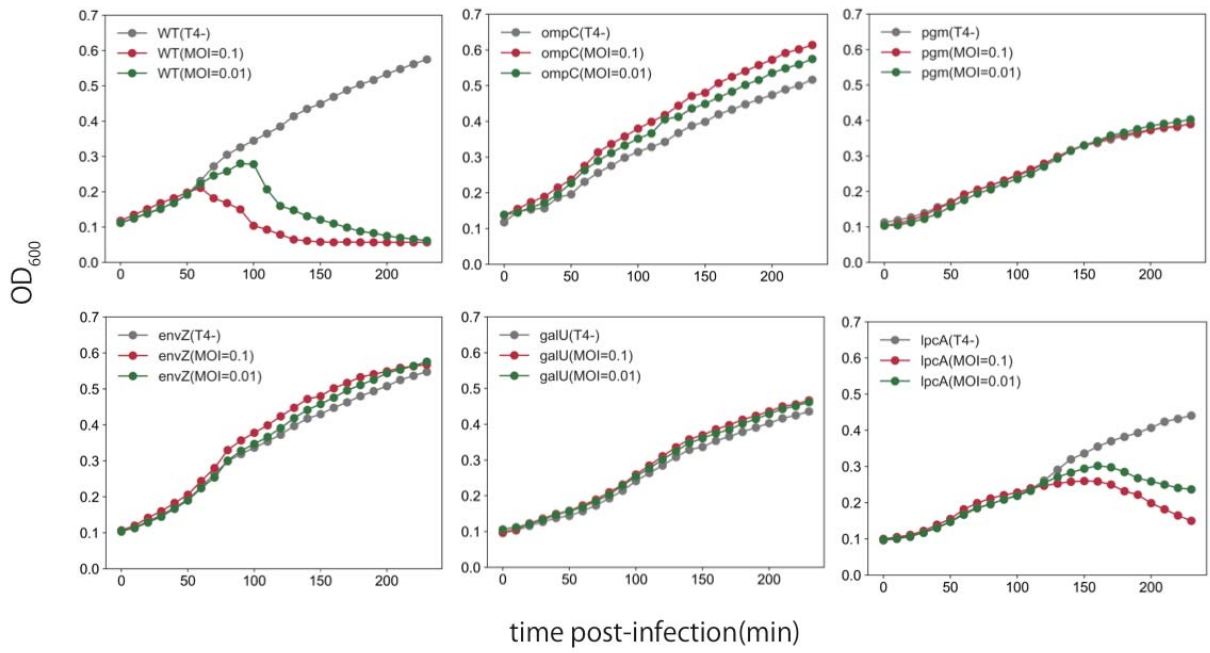 OD600
0.7
0.6
0.5
0.4
0.3
0.2
0.1
0.0
WT(T4-)
WT(MOI=0.1)
WT(MOI=0.01)
0 50 100 150 200
0.7
0.6
0.5
0.4
0.3
0.2
0.1
0.0
ompC(T4-)
ompC(MOI=0.1)
ompC(MOI=0.01)
0 50 100 150 200
0.7
0.6
0.5
0.4
0.3
0.2
0.1
0.0
pgm(T4-)
pgm(MOI=0.1)
pgm(MOI=0.01)
0 50 100 150 200
0.7
0.6
0.5
0.4
0.3
0.2
0.1
0.0
envZ(T4-)
envZ(MOI=0.1)
envZ(MOI=0.01)
0 50 100 150 200
0.7
0.6
0.5
0.4
0.3
0.2
0.1
0.0
galU(T4-)
galU(MOI=0.1)
galU(MOI=0.01)
0 50 100 150 200
0.7
0.6
0.5
0.4
0.3
0.2
0.1
0.0
lpcA(T4-)
lpcA(MOI=0.1)
lpcA(MOI=0.01)
0 50 100 150 200
time post-infection(min)